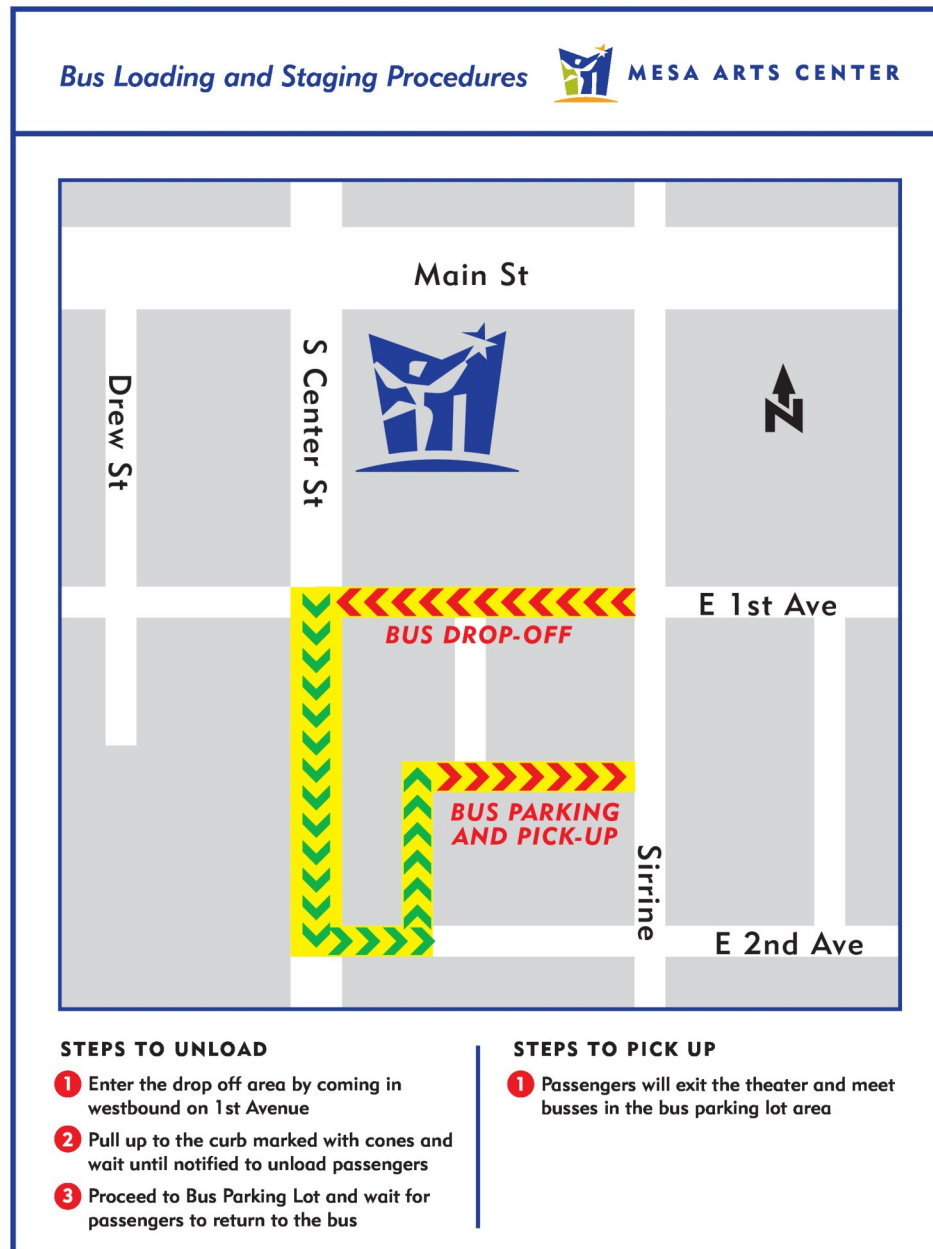 Bus Loading and Staging Procedures
MESA ARTS CENTER
Main St
Drew St
S Center St
N
E 1st Ave
BUS DROP-OFF
BUS PARKING
AND PICK-UP
Sirrine
E 2nd Ave
STEPS TO UNLOAD
1 Enter the drop off area by coming in
westbound on 1st Avenue
2 Pull up to the curb marked with cones and
wait until notified to unload passengers
3 Proceed to Bus Parking Lot and wait for
passengers to return to the bus
STEPS TO PICK UP
1 Passengers will exit the theater and meet
busses in the bus parking lot area